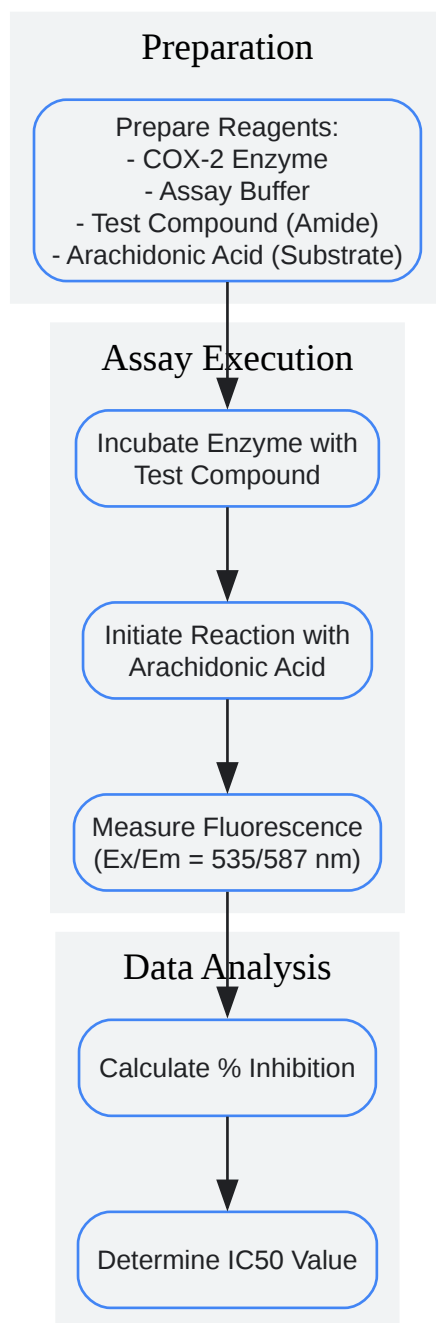 Preparation
Prepare Reagents:
- COX-2 Enzyme
- Assay Buffer
- Test Compound (Amide)
- Arachidonic Acid (Substrate)
Assay Execution
Incubate Enzyme with
Test Compound
Initiate Reaction with
Arachidonic Acid
Measure Fluorescence
(Ex/Em = 535/587 nm)
Data Analysis
Calculate % Inhibition
Determine IC50 Value